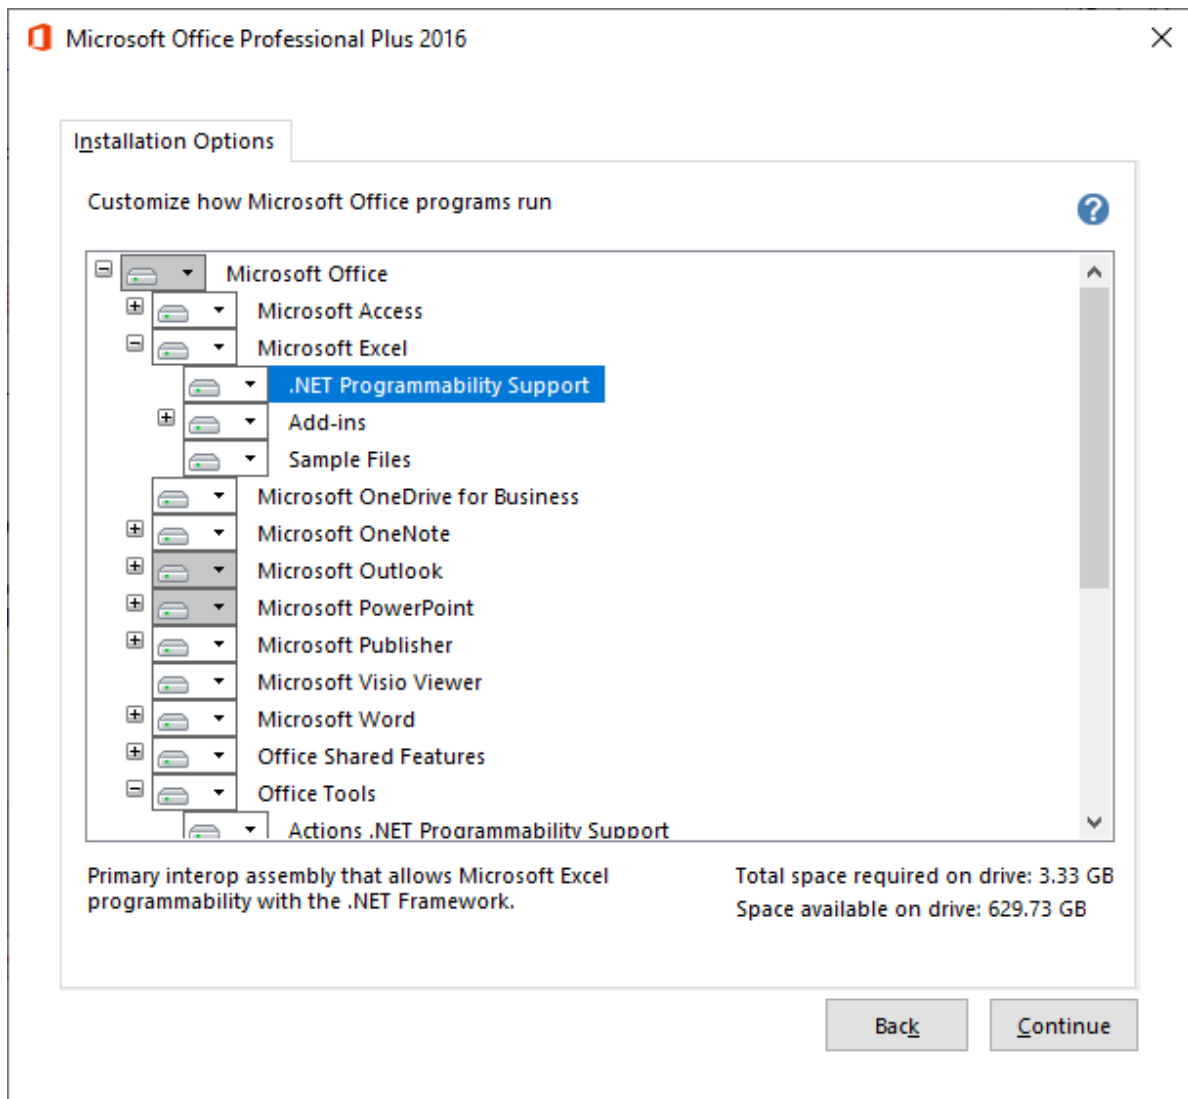 Microsoft Office Professional Plus 2016
Installation Options
Customize how Microsoft Office programs run
Microsoft Office
Microsoft Access
Microsoft Excel
.NET Programmability Support
Add-ins
Sample Files
Microsoft OneDrive for Business
Microsoft OneNote
Microsoft Outlook
Microsoft PowerPoint
Microsoft Publisher
Microsoft Visio Viewer
Microsoft Word
Office Shared Features
Office Tools
Actions .NET Programmability Support
Primary interop assembly that allows Microsoft Excel
programmability with the .NET Framework.
Total space required on drive: 3.33 GB
Space available on drive: 629.73 GB
Back
Continue